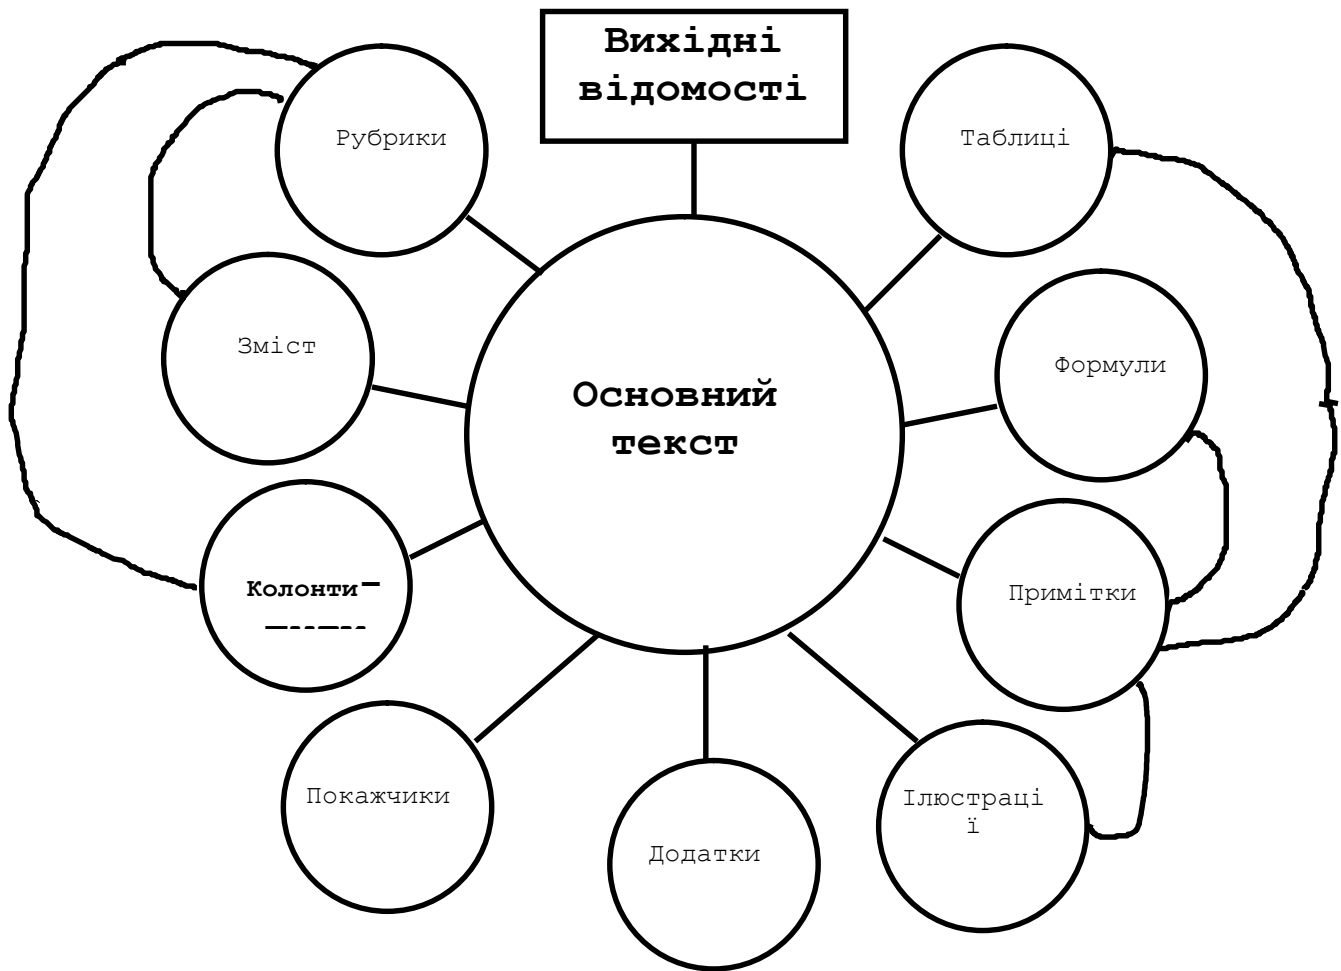 Вихідні
відомості
Рубрики
Таблиці
Зміст
Формули
Основний
текст
Колонти-
Примітки
Покажчики
Ілюстраці
ї
Додатки